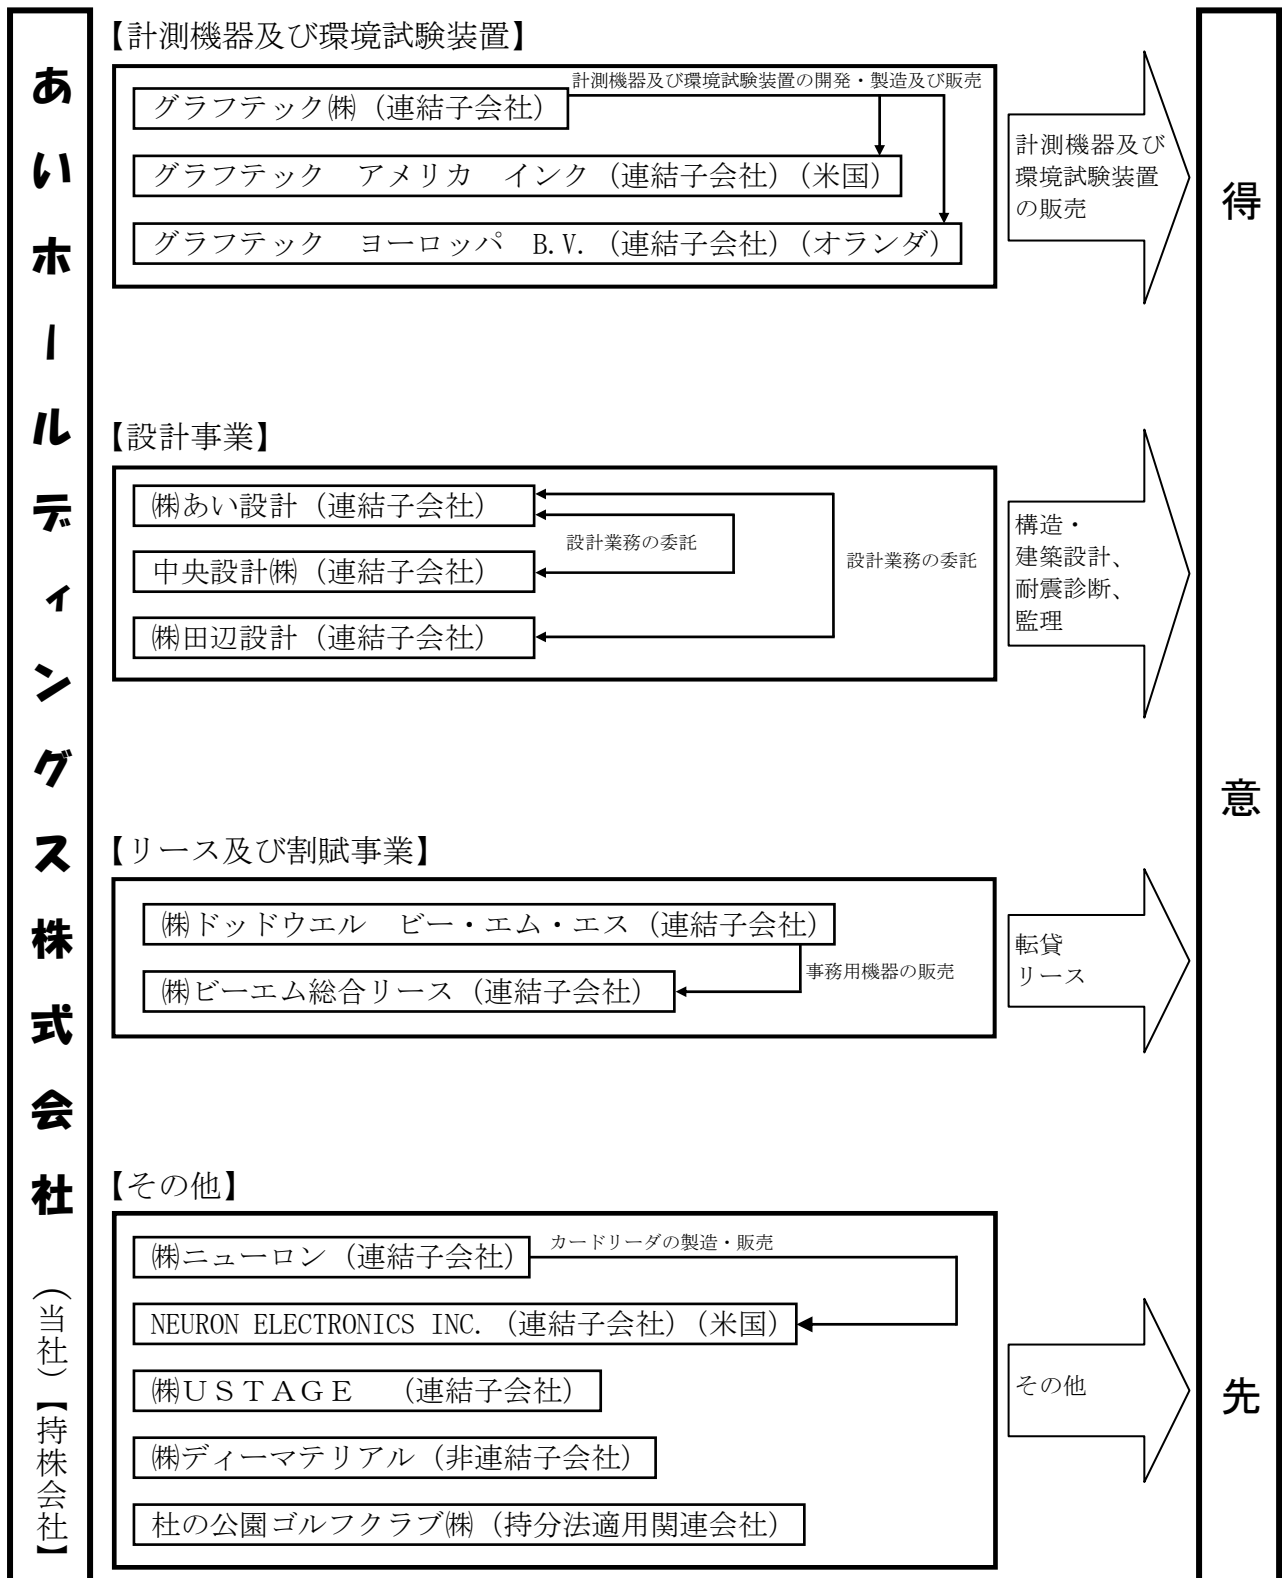 あいホールディングス株式会社（当社）【持株会社】
【計測機器及び環境試験装置】
計測機器及び環境試験装置の開発・製造及び販売
グラフテック㈱（連結子会社）
グラフテック　アメリカ　インク（連結子会社）（米国）
グラフテック　ヨーロッパ　B.V.（連結子会社）（オランダ）
計測機器及び
環境試験装置
の販売
【設計事業】
㈱あい設計（連結子会社）
設計業務の委託
中央設計㈱（連結子会社）
設計業務の委託
㈱田辺設計（連結子会社）
構造・
建築設計、
耐震診断、
監理
【リース及び割賦事業】
㈱ドッドウエル　ビー・エム・エス（連結子会社）
事務用機器の販売
㈱ビーエム総合リース（連結子会社）
転貸
リース
【その他】
㈱ニューロン（連結子会社）
カードリーダの製造・販売
NEURON ELECTRONICS INC.（連結子会社）（米国）
㈱ＵＳＴＡＧＥ　（連結子会社）
㈱ディーマテリアル（非連結子会社）
杜の公園ゴルフクラブ㈱（持分法適用関連会社）
その他
得意先